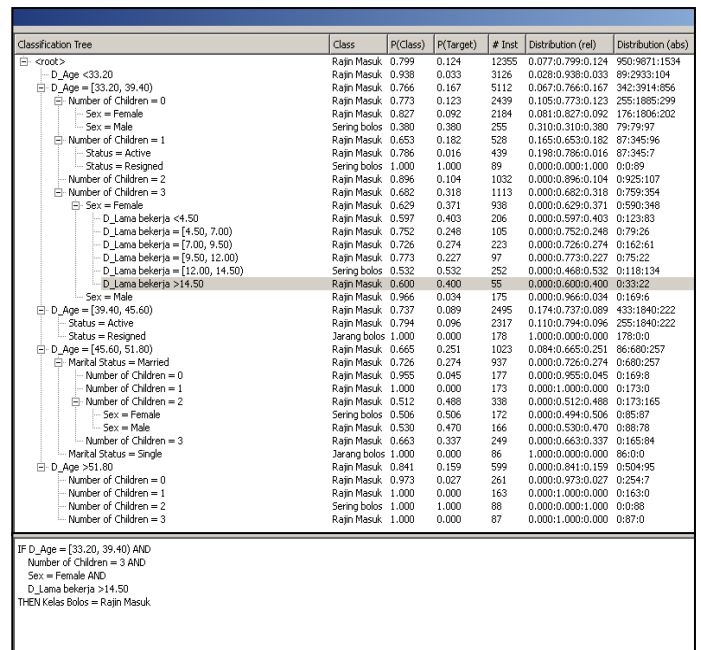 Classification Tree Class P(Class) P(Target) # Inst Distribution (rel) Distribution (abs)
<root> Rajin Masuk 0.799 0.124 12355 0.077:0.799:0.124 950:9871:1534
D_Age <33.20 Rajin Masuk 0.938 0.033 3126 0.028:0.938:0.033 89:2933:104
D_Age = [33.20, 39.40) Rajin Masuk 0.766 0.167 5112 0.067:0.766:0.167 342:3914:856
Number of Children = 0 Rajin Masuk 0.773 0.123 2439 0.105:0.773:0.123 255:1885:299
Sex = Female Rajin Masuk 0.827 0.092 2184 0.081:0.827:0.092 176:1806:202
Sex = Male Sering bolos 0.380 0.380 255 0.310:0.310:0.380 79:79:97
Number of Children = 1 Rajin Masuk 0.653 0.182 528 0.165:0.653:0.182 87:345:96
Status = Active Rajin Masuk 0.786 0.016 439 0.198:0.786:0.016 87:345:7
Status = Resigned Sering bolos 1.000 1.000 89 0.000:0.000:1.000 0:0:89
Number of Children = 2 Rajin Masuk 0.896 0.104 1032 0.000:0.896:0.104 0:925:107
Number of Children = 3 Rajin Masuk 0.682 0.318 1113 0.000:0.682:0.318 0:759:354
Sex = Female Rajin Masuk 0.629 0.371 938 0.000:0.629:0.371 0:590:348
D_Lama bekerja <4.50 Rajin Masuk 0.597 0.403 206 0.000:0.597:0.403 0:123:83
D_Lama bekerja = [4.50, 7.00) Rajin Masuk 0.752 0.248 105 0.000:0.752:0.248 0:79:26
D_Lama bekerja = [7.00, 9.50) Rajin Masuk 0.726 0.274 223 0.000:0.726:0.274 0:162:61
D_Lama bekerja = [9.50, 12.00) Rajin Masuk 0.773 0.227 97 0.000:0.773:0.227 0:75:22
D_Lama bekerja = [12.00, 14.50) Sering bolos 0.532 0.532 252 0.000:0.468:0.532 0:118:134
D_Lama bekerja >14.50 Rajin Masuk 0.600 0.400 55 0.000:0.600:0.400 0:33:22
Sex = Male Rajin Masuk 0.966 0.034 175 0.000:0.966:0.034 0:169:6
D_Age = [39.40, 45.60) Rajin Masuk 0.737 0.089 2495 0.174:0.737:0.089 433:1840:222
Status = Active Rajin Masuk 0.794 0.096 2317 0.110:0.794:0.096 255:1840:222
Status = Resigned Jarang bolos 1.000 0.000 178 1.000:0.000:0.000 178:0:0
D_Age = [45.60, 51.80) Rajin Masuk 0.665 0.251 1023 0.084:0.665:0.251 86:680:257
Marital Status = Married Rajin Masuk 0.726 0.274 937 0.000:0.726:0.274 0:680:257
Number of Children = 0 Rajin Masuk 0.955 0.045 177 0.000:0.955:0.045 0:169:8
Number of Children = 1 Rajin Masuk 1.000 0.000 173 0.000:1.000:0.000 0:173:0
Number of Children = 2 Rajin Masuk 0.512 0.488 338 0.000:0.512:0.488 0:173:165
Sex = Female Sering bolos 0.506 0.506 172 0.000:0.494:0.506 0:85:87
Sex = Male Rajin Masuk 0.530 0.470 166 0.000:0.530:0.470 0:88:78
Number of Children = 3 Rajin Masuk 0.663 0.337 249 0.000:0.663:0.337 0:165:84
Marital Status = Single Jarang bolos 1.000 0.000 86 1.000:0.000:0.000 86:0:0
D_Age >51.80 Rajin Masuk 0.841 0.159 599 0.000:0.841:0.159 0:504:95
Number of Children = 0 Rajin Masuk 0.973 0.027 261 0.000:0.973:0.027 0:254:7
Number of Children = 1 Rajin Masuk 1.000 0.000 163 0.000:1.000:0.000 0:163:0
Number of Children = 2 Sering bolos 1.000 1.000 88 0.000:0.000:1.000 0:0:88
Number of Children = 3 Rajin Masuk 1.000 0.000 87 0.000:1.000:0.000 0:87:0
IF D_Age = [33.20, 39.40) AND
Number of Children = 3 AND
Sex = Female AND
D_Lama bekerja >14.50
THEN Kelas Bolos = Rajin Masuk